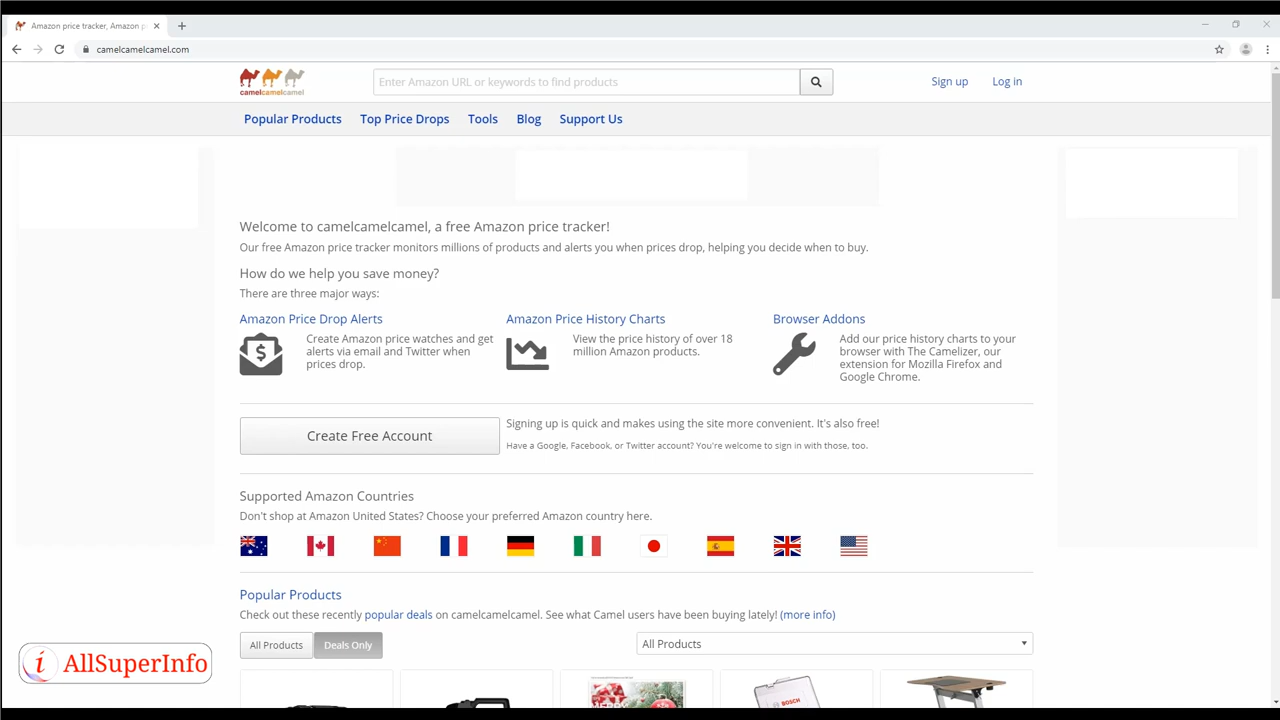 Amazon price tracker, Amazon p
camelcamelcamel.com
camelcamelcamel
Enter Amazon URL or keywords to find products
Sign up
Log in
Popular Products
Top Price Drops
Tools
Blog
Support Us
Welcome to camelcamelcamel, a free Amazon price tracker!
Our free Amazon price tracker monitors millions of products and alerts you when prices drop, helping you decide when to buy.
How do we help you save money?
There are three major ways:
Amazon Price Drop Alerts
Create Amazon price watches and get
alerts via email and Twitter when
prices drop.
Amazon Price History Charts
View the price history of over 18
million Amazon products.
Browser Addons
Add our price history charts to your
browser with The Camelizer, our
extension for Mozilla Firefox and
Google Chrome.
Create Free Account
Signing up is quick and makes using the site more convenient. It's also free!
Have a Google, Facebook, or Twitter account? You're welcome to sign in with those, too.
Supported Amazon Countries
Don't shop at Amazon United States? Choose your preferred Amazon country here.
Popular Products
Check out these recently popular deals on camelcamelcamel. See what Camel users have been buying lately! (more info)
All Products
Deals Only
All Products
i AllSuperInfo
BOSCH